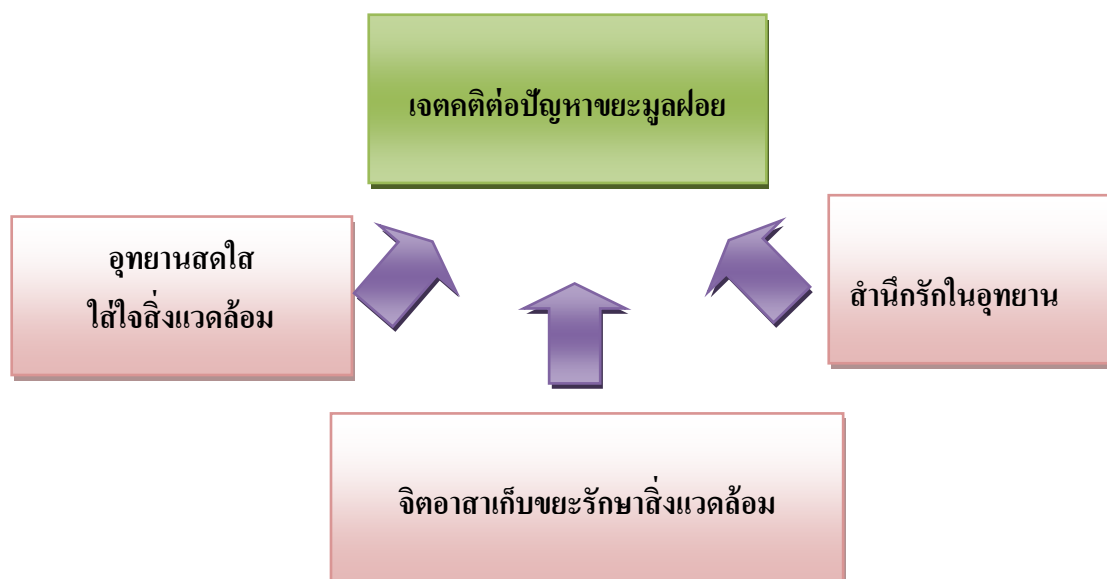 เจตคติต่อปัญหาขยะมูลฝอย
อุทยานสดใส
ใส่ใจสิ่งแวดล้อม
สำนึกรักในอุทยาน
จิตอาสาเก็บขยะรักษาสิ่งแวดล้อม